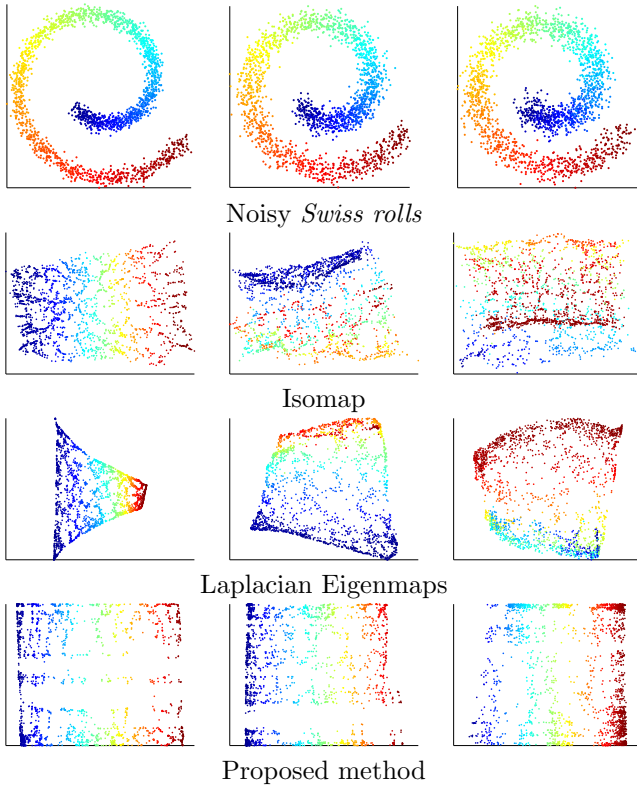 Noisy Swiss rolls
Isomap
Laplacian Eigenmaps
Proposed method